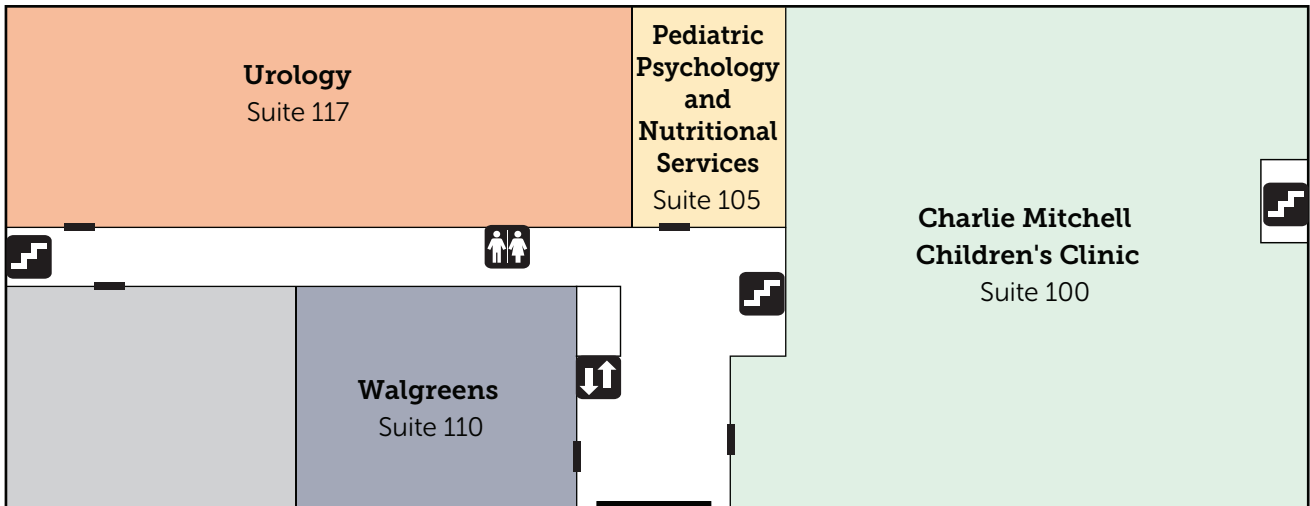 Urology
Suite 117
Pediatric
Psychology
and
Nutritional
Services
Suite 105
Charlie Mitchell
Children's Clinic
Suite 100
Walgreens
Suite 110